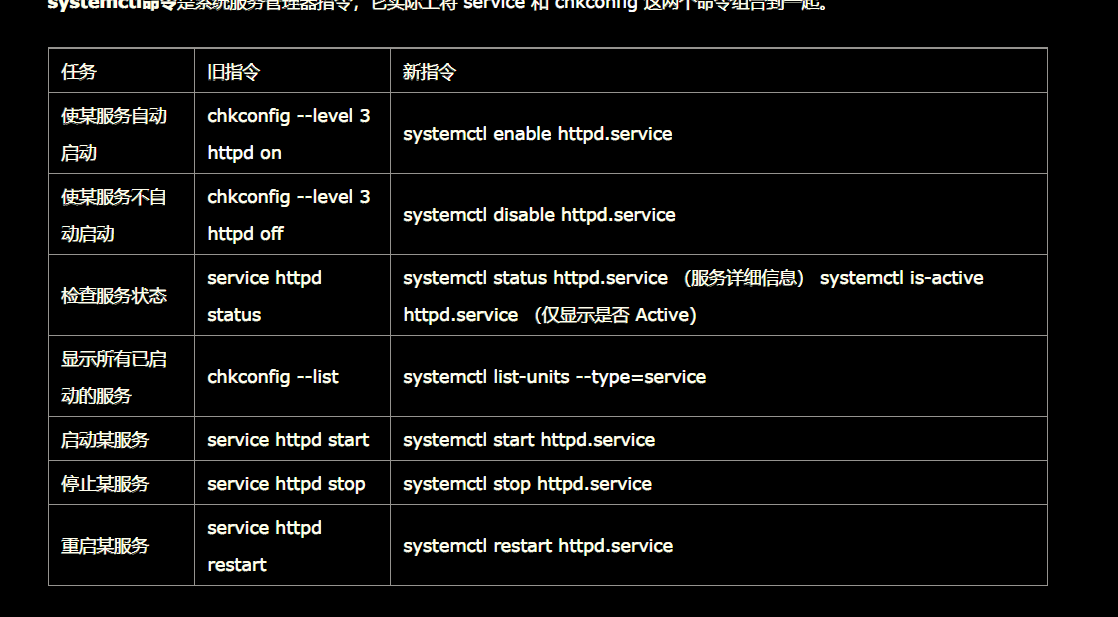 systemctl命令是系统服务管理器指令，它实际上将 service 和 chkconfig 这两个命令组合到一起。
任务 旧指令 新指令
使某服务自动
启动
chkconfig --level 3
httpd on
systemctl enable httpd.service
使某服务不自
动启动
chkconfig --level 3
httpd off
systemctl disable httpd.service
检查服务状态
service httpd
status
systemctl status httpd.service （服务详细信息） systemctl is-active
httpd.service （仅显示是否 Active)
显示所有已启
动的服务
chkconfig --list
systemctl list-units --type=service
启动某服务 service httpd start systemctl start httpd.service
停止某服务 service httpd stop systemctl stop httpd.service
重启某服务
service httpd
restart
systemctl restart httpd.service